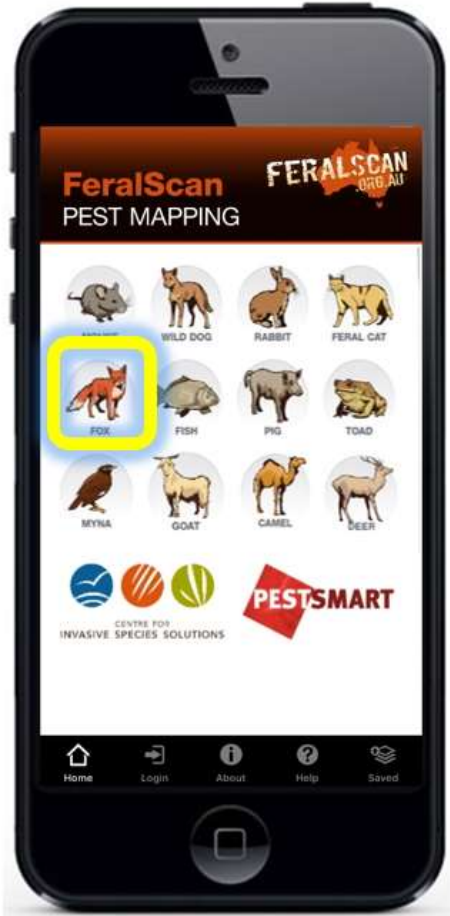 FeralScan
PEST MAPPING
FERALSCAN
.ORG.AU
WILD DOG
RABBIT
FERAL CAT
FOX
FISH
PIG
TOAD
MYNA
GOAT
CAMEL
DEER
CENTRE FOR
INVASIVE SPECIES SOLUTIONS
PESTSMART
Home
Login
About
Help
Saved